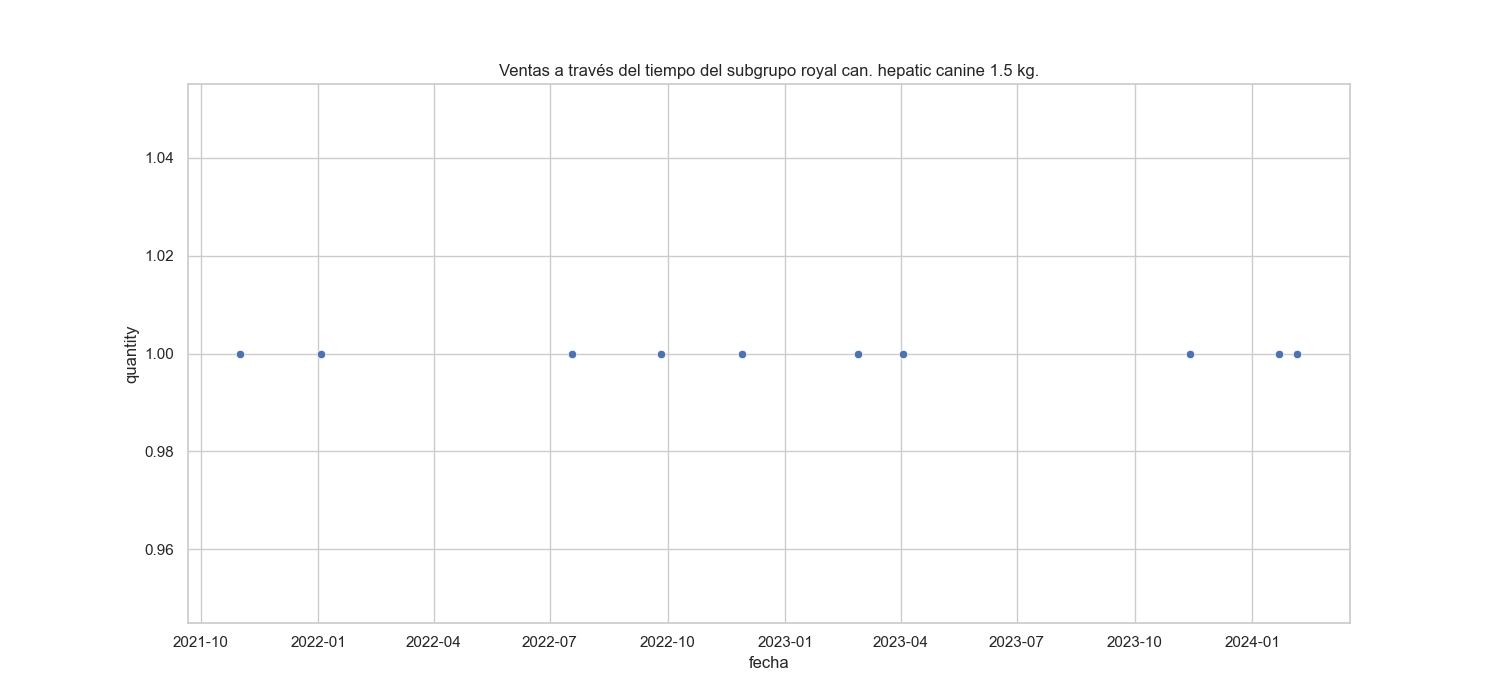 Ventas a través del tiempo del subgrupo royal can. hepatic canine 1.5 kg.
1.04
1.02
1.00
0.98
0.96
quantity
2021-10 2022-01 2022-04 2022-07 2022-10 2023-01 2023-04 2023-07 2023-10 2024-01
fecha